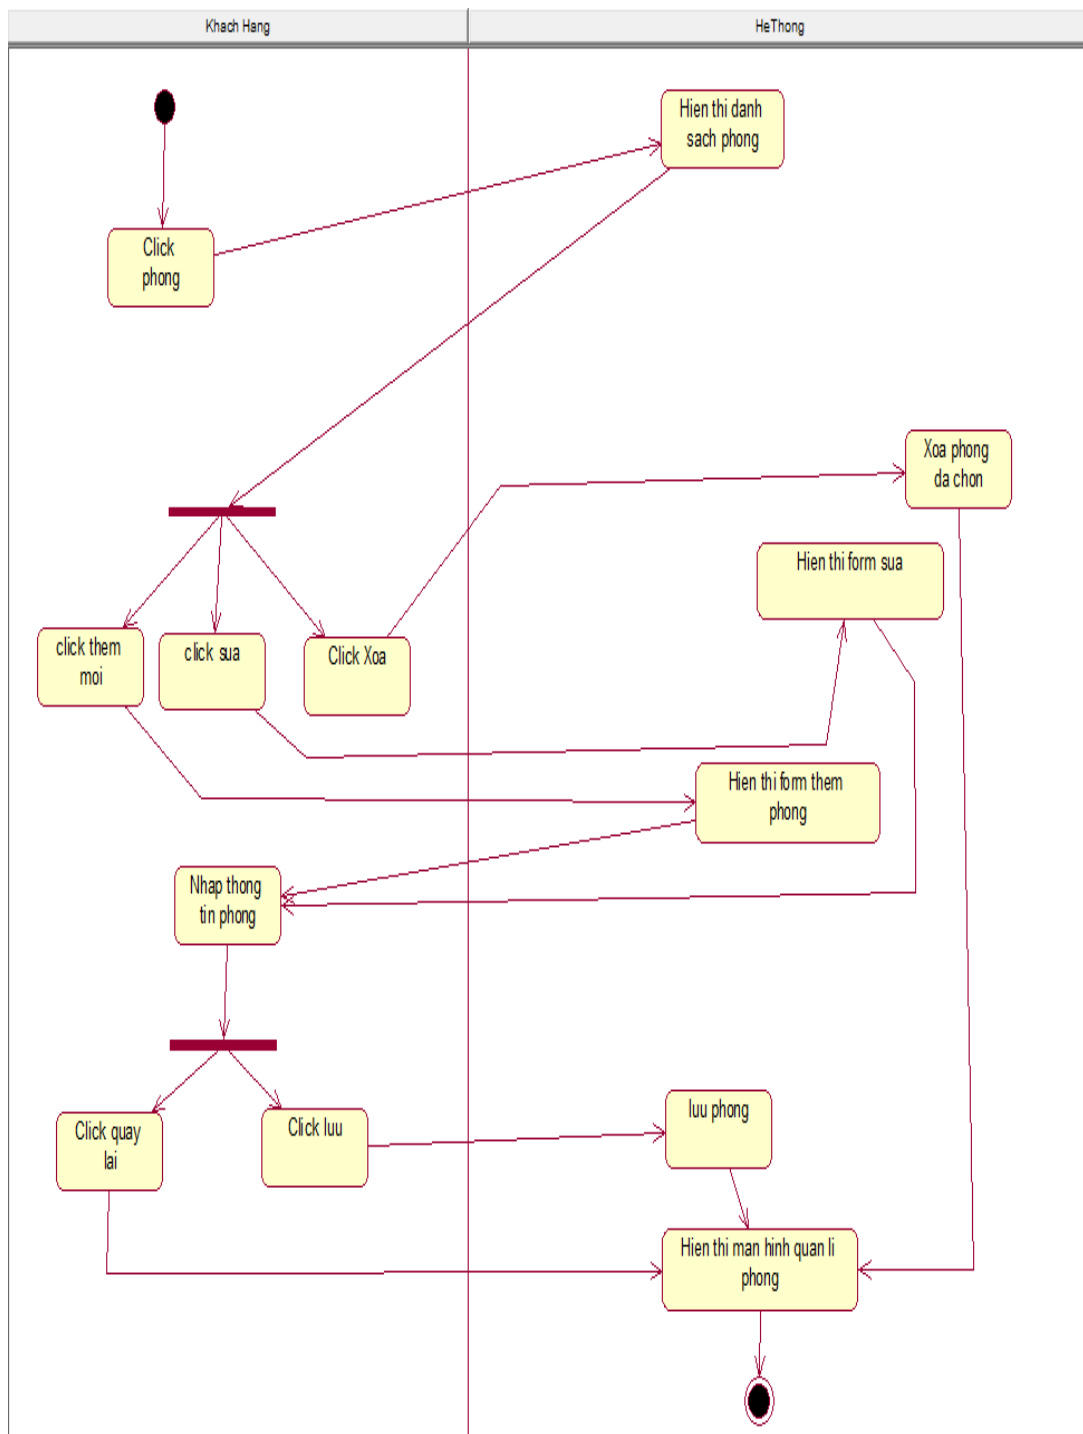 Khach Hang
HeThong
Hien thi danh
sach phong
Click
phong
Xoa phong
da chon
Hien thi form sua
click them
moi
click sua
Click Xoa
Hien thi form them
phong
Nhap thong
tin phong
Click quay
lai
Click luu
luu phong
Hien thi man hinh quan li
phong